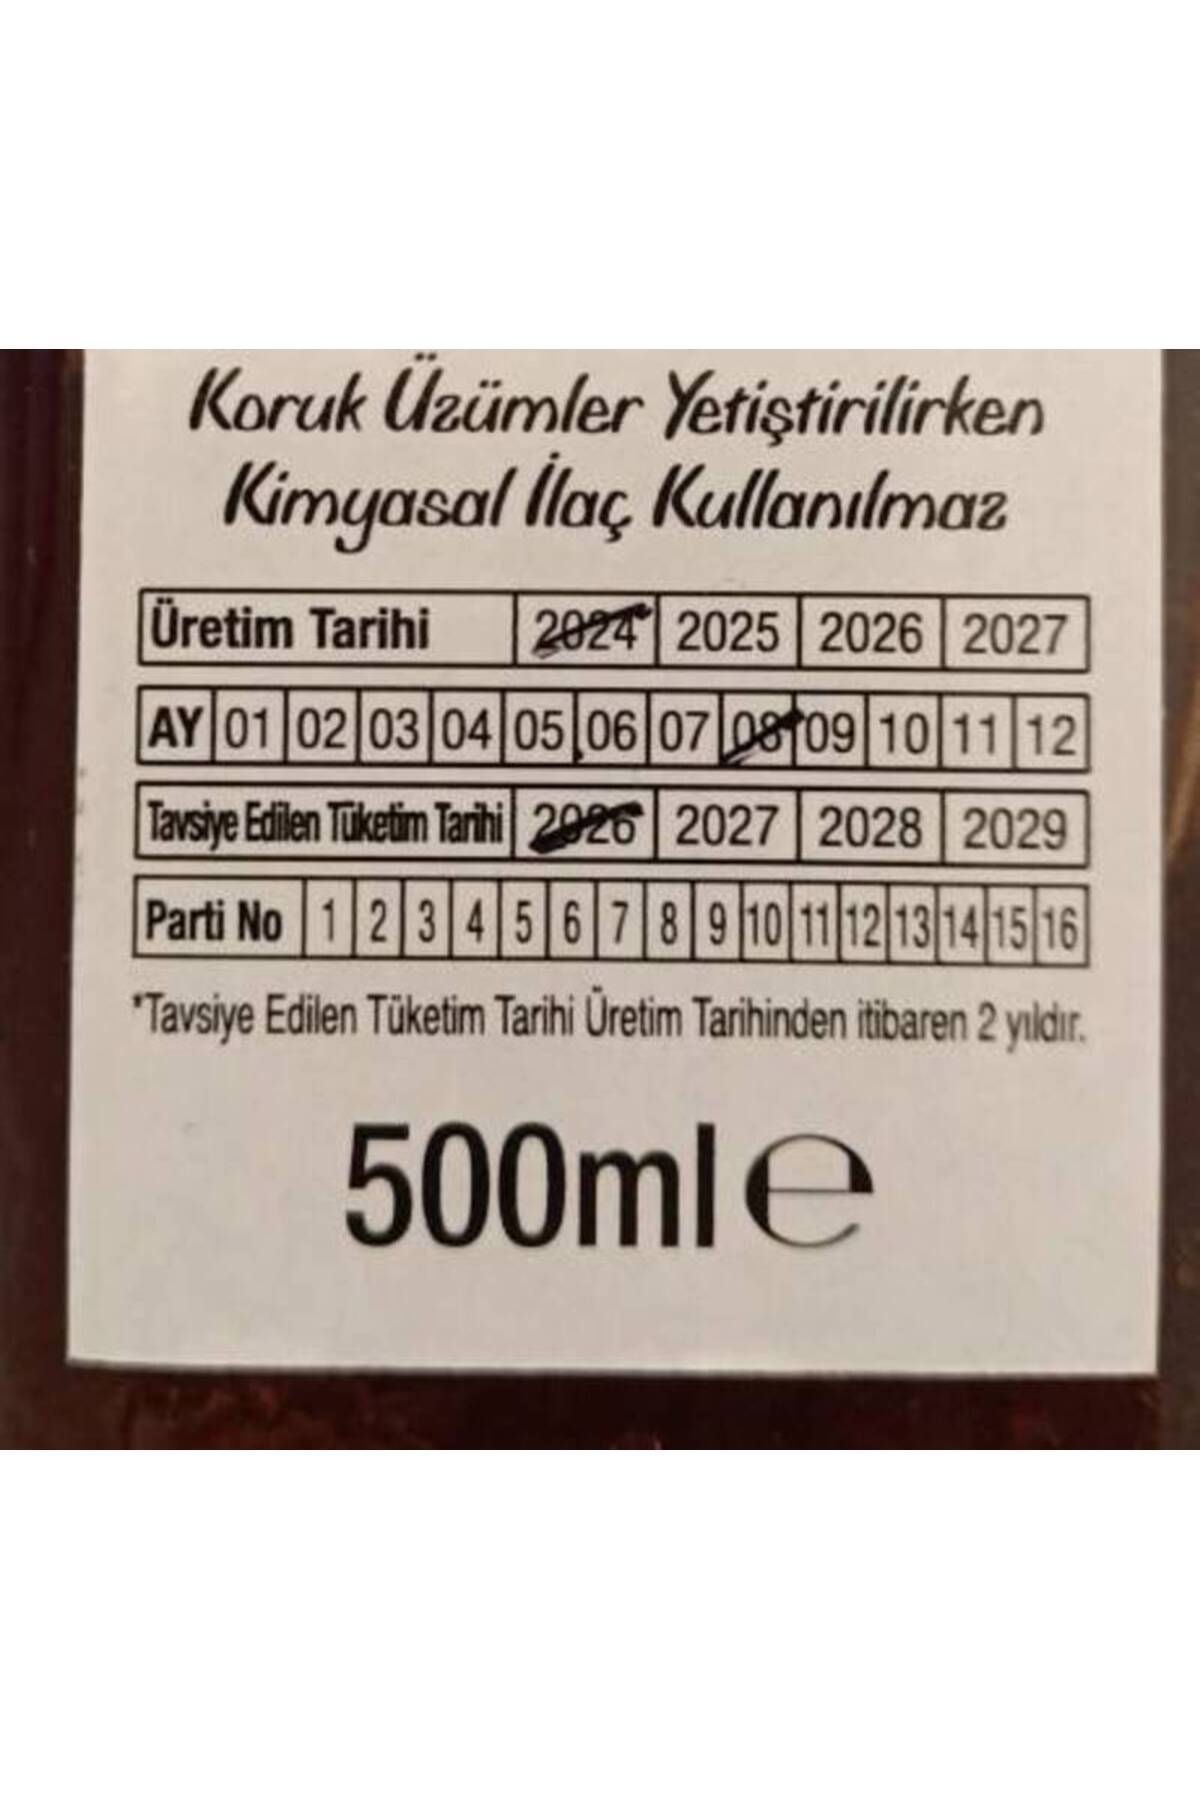 Koruk Üzümler Yetiştirilirken
Kimyasal İlaç Kullanılmaz
Üretim Tarihi 2024 2025 2026 2027
AY 01 02 03 04 05 06 07 08 09 10 11 12
Tavsiye Edilen Tüketim Tarihi 2026 2027 2028 2029
Parti No 1 2 3 4 5 6 7 8 9 10 11 12 13 14 15 16
*Tavsiye Edilen Tüketim Tarihi Üretim Tarihinden itibaren 2 yıldır.
500ml e